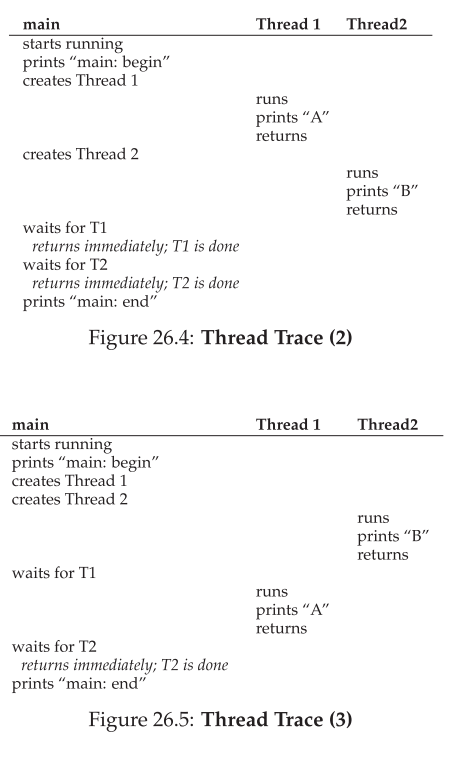 main Thread 1 Thread2
starts running
prints “main: begin”
creates Thread 1
runs
prints “A”
returns
creates Thread 2
runs
prints “B”
returns
waits for T1
returns immediately; T1 is done
waits for T2
returns immediately; T2 is done
prints “main: end”
Figure 26.4: Thread Trace (2)
main Thread 1 Thread2
starts running
prints “main: begin”
creates Thread 1
creates Thread 2
runs
prints “B”
returns
waits for T1
runs
prints “A”
returns
waits for T2
returns immediately; T2 is done
prints “main: end”
Figure 26.5: Thread Trace (3)